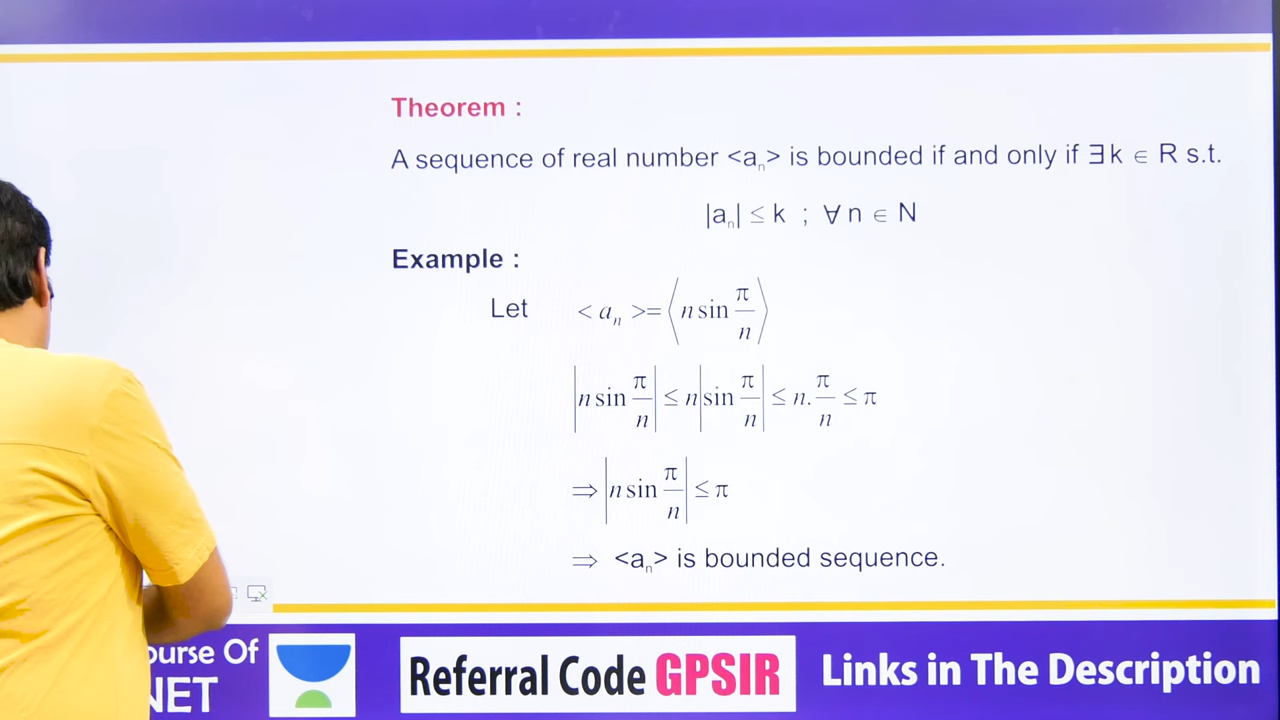 Theorem :
A sequence of real number <aₙ> is bounded if and only if ∃ k ∈ R s.t.
|aₙ| ≤ k ; ∀ n ∈ N
Example :
Let < aₙ >= ⟨n sin π/n⟩
|n sin π/n| ≤ n|sin π/n| ≤ n. π/n ≤ π
⇒ |n sin π/n| ≤ π
⇒ <aₙ> is bounded sequence.
Of
NET
Referral Code GPSIR
Links in The Description